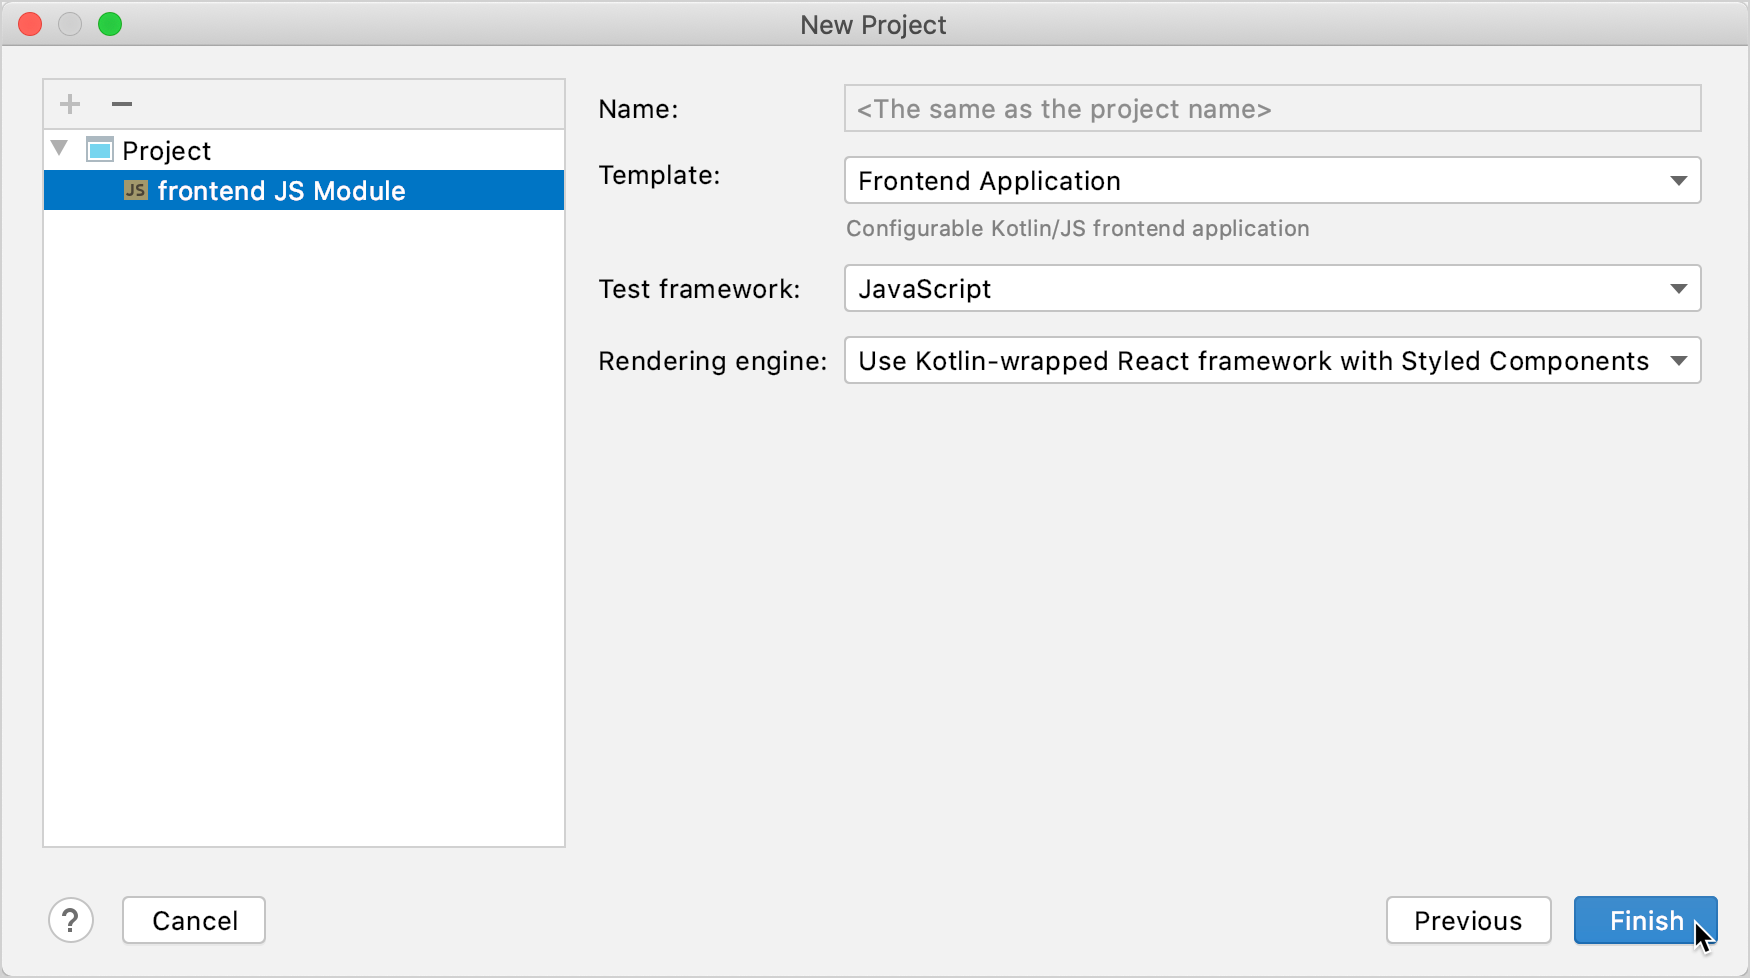 New Project
Project
JS frontend JS Module
Name: <The same as the project name>
Template: Frontend Application
Configurable Kotlin/JS frontend application
Test framework: JavaScript
Rendering engine: Use Kotlin-wrapped React framework with Styled Components
? Cancel Previous Finish